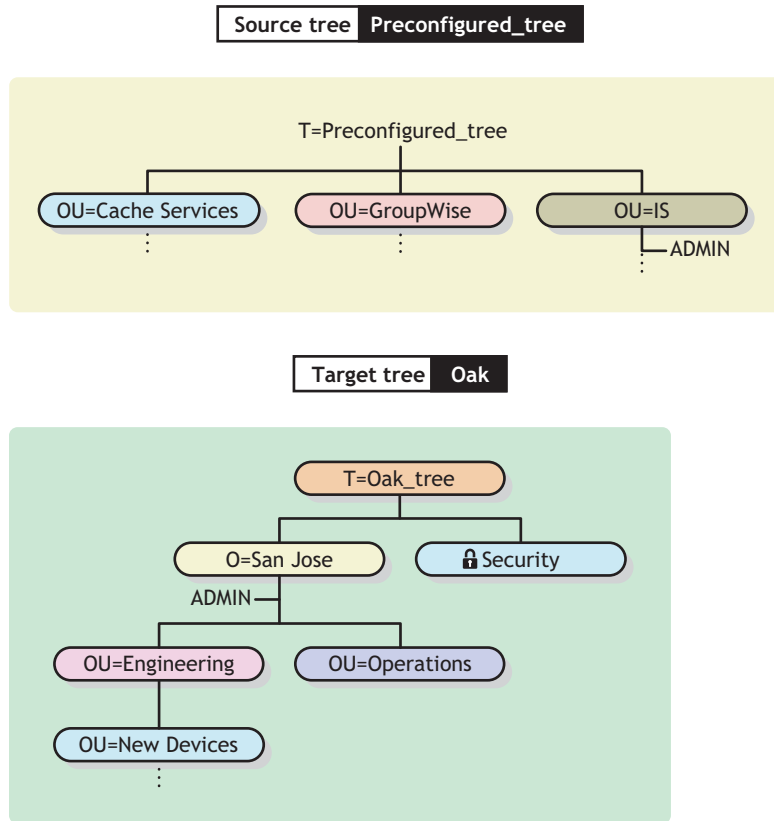 Source tree Preconfigured_tree
T=Preconfigured_tree
OU=Cache Services OU=GroupWise OU=IS
ADMIN
Target tree Oak
T=Oak_tree
O=San Jose Security
ADMIN
OU=Engineering OU=Operations
OU=New Devices